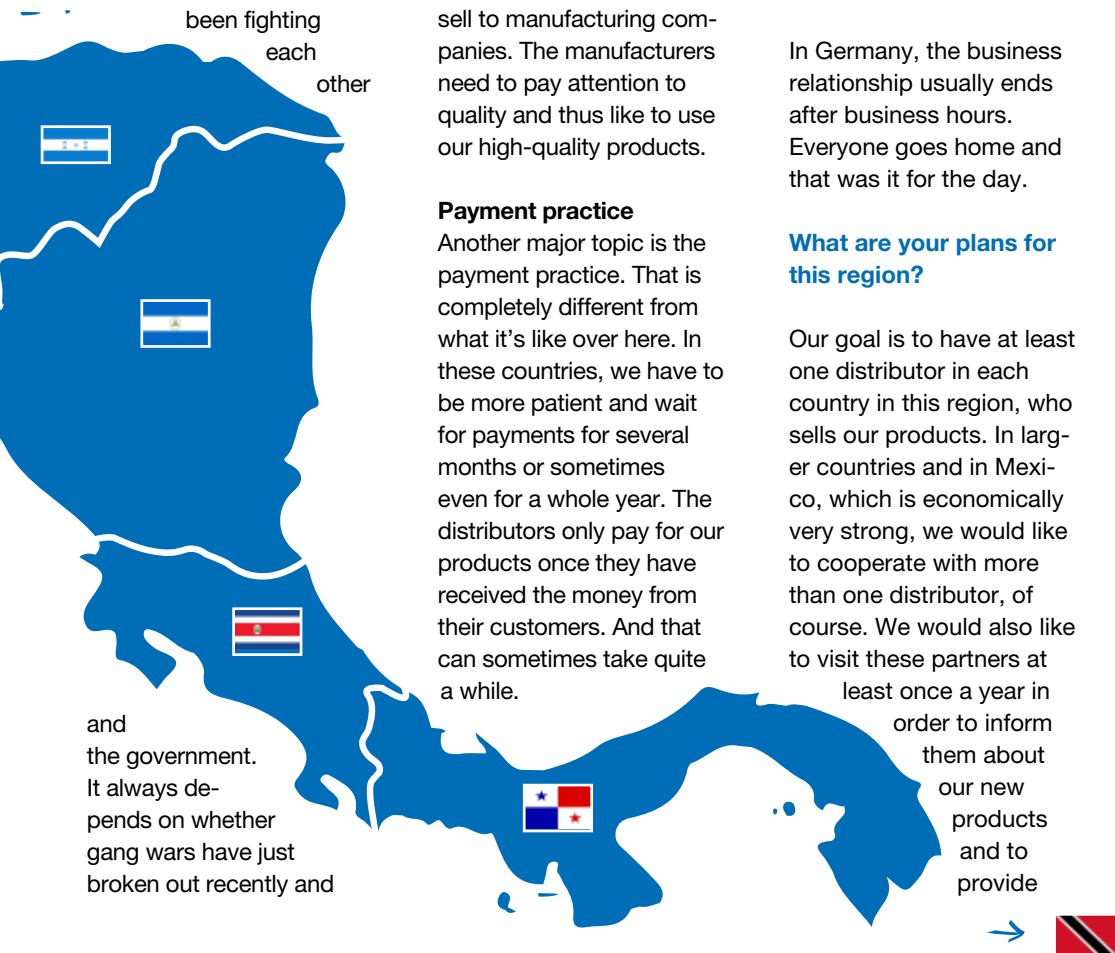 been fighting
each
other
and
the government.
It always de-
pends on whether
gang wars have just
broken out recently and
sell to manufacturing com-
panies. The manufacturers
need to pay attention to
quality and thus like to use
our high-quality products.
Payment practice
Another major topic is the
payment practice. That is
completely different from
what it’s like over here. In
these countries, we have to
be more patient and wait
for payments for several
months or sometimes
even for a whole year. The
distributors only pay for our
products once they have
received the money from
their customers. And that
can sometimes take quite
a while.
In Germany, the business
relationship usually ends
after business hours.
Everyone goes home and
that was it for the day.
What are your plans for
this region?
Our goal is to have at least
one distributor in each
country in this region, who
sells our products. In larg-
er countries and in Mexi-
co, which is economically
very strong, we would like
to cooperate with more
than one distributor, of
course. We would also like
to visit these partners at
least once a year in
order to inform
them about
our new
products
and to
provide